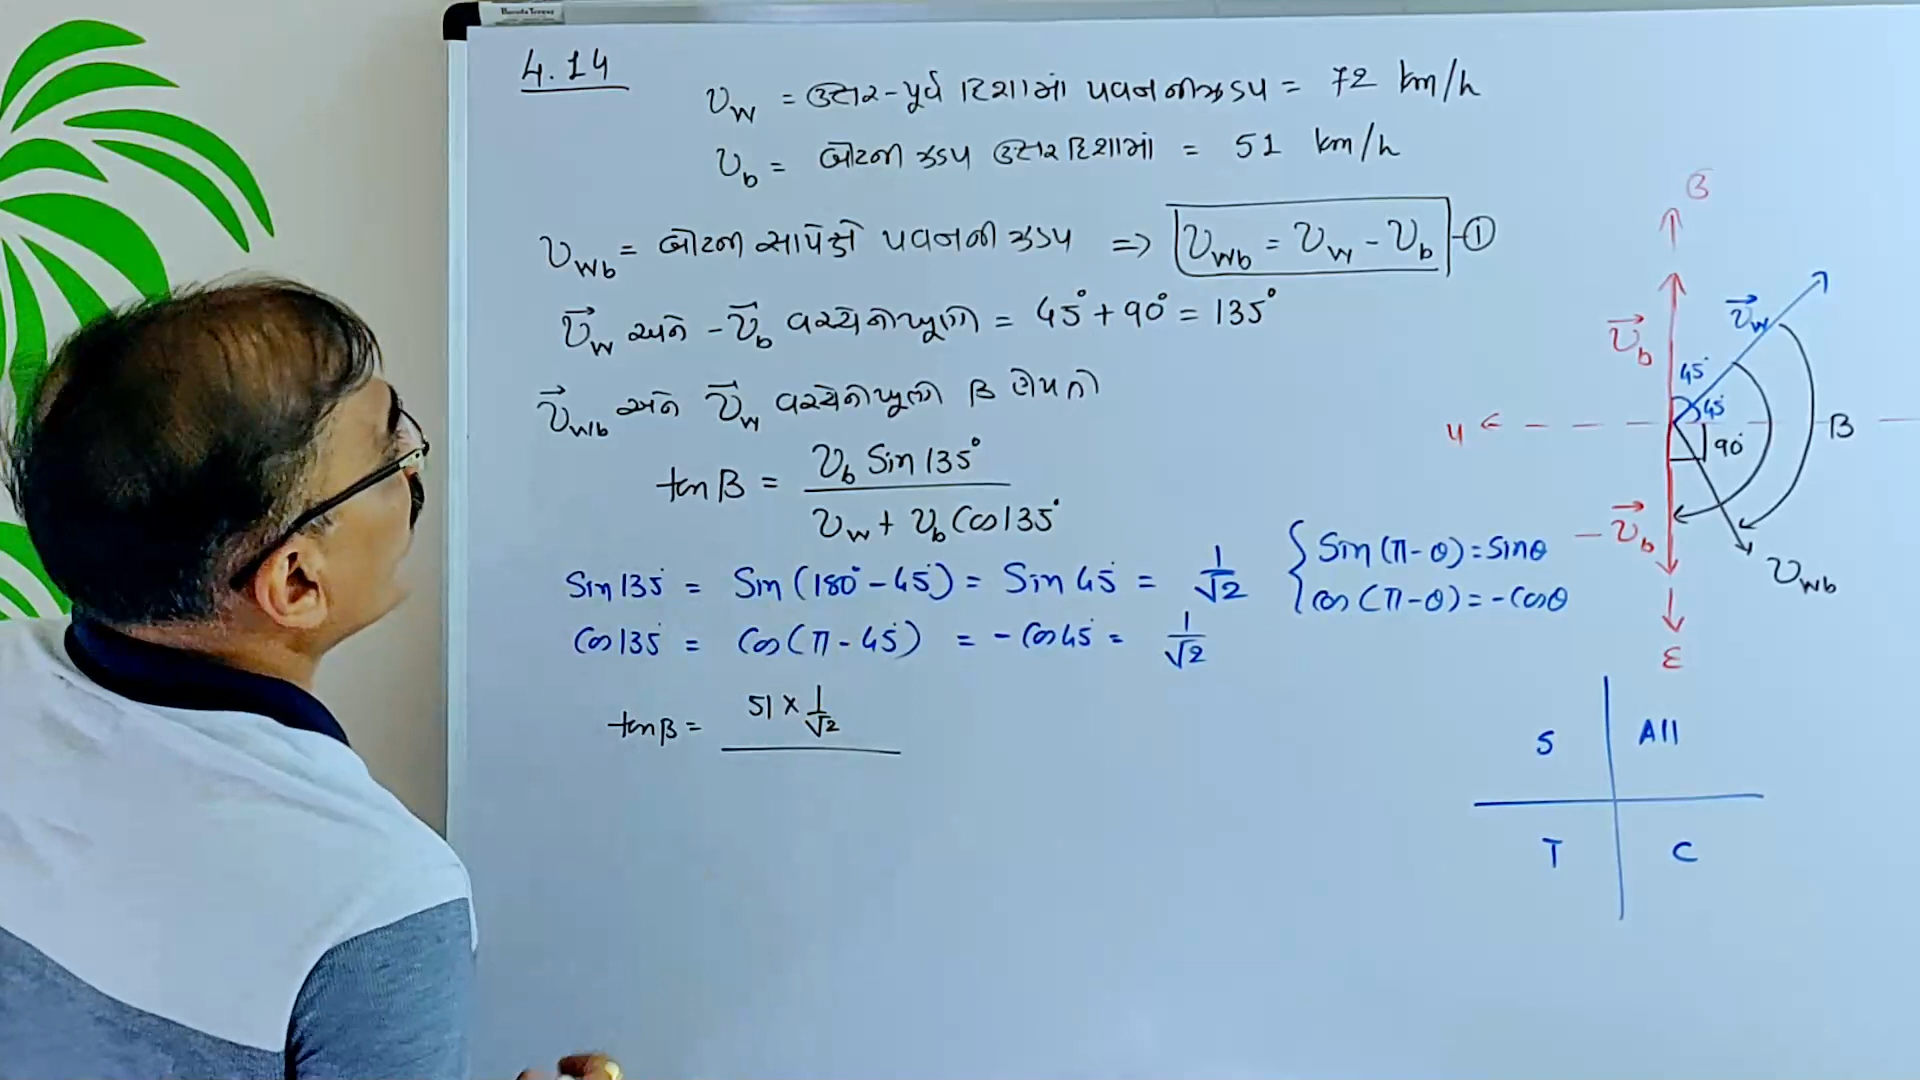 4.14
v_w = ઉત્તર-પૂર્વ દિશામાં પવનની ઝડપ = 72 km/h
v_b = બોટની ઝડપ ઉત્તર દિશામાં = 51 km/h
v_wb = બોટની સાપેક્ષે પવનની ઝડપ ⇒ v_wb = v_w - v_b -①
v⃗_w અને -v⃗_b વચ્ચેનો ખૂણો = 45° + 90° = 135°
v⃗_wb અને v⃗_w વચ્ચેનો ખૂણો β લેવ તો
tan β = v_b Sin 135° / v_w + v_b Cos 135°
Sin 135° = Sin (180° - 45°) = Sin 45° = 1/√2
Cos 135° = Cos (π - 45°) = - Cos 45° = 1/√2
{ Sin (π - θ) = Sin θ
Cos (π - θ) = - Cos θ
tan β = 51 × 1/√2
ઉ
v⃗_b
v⃗_w
45°
45°
90°
β
-v⃗_b
v_wb
S
All
T
C